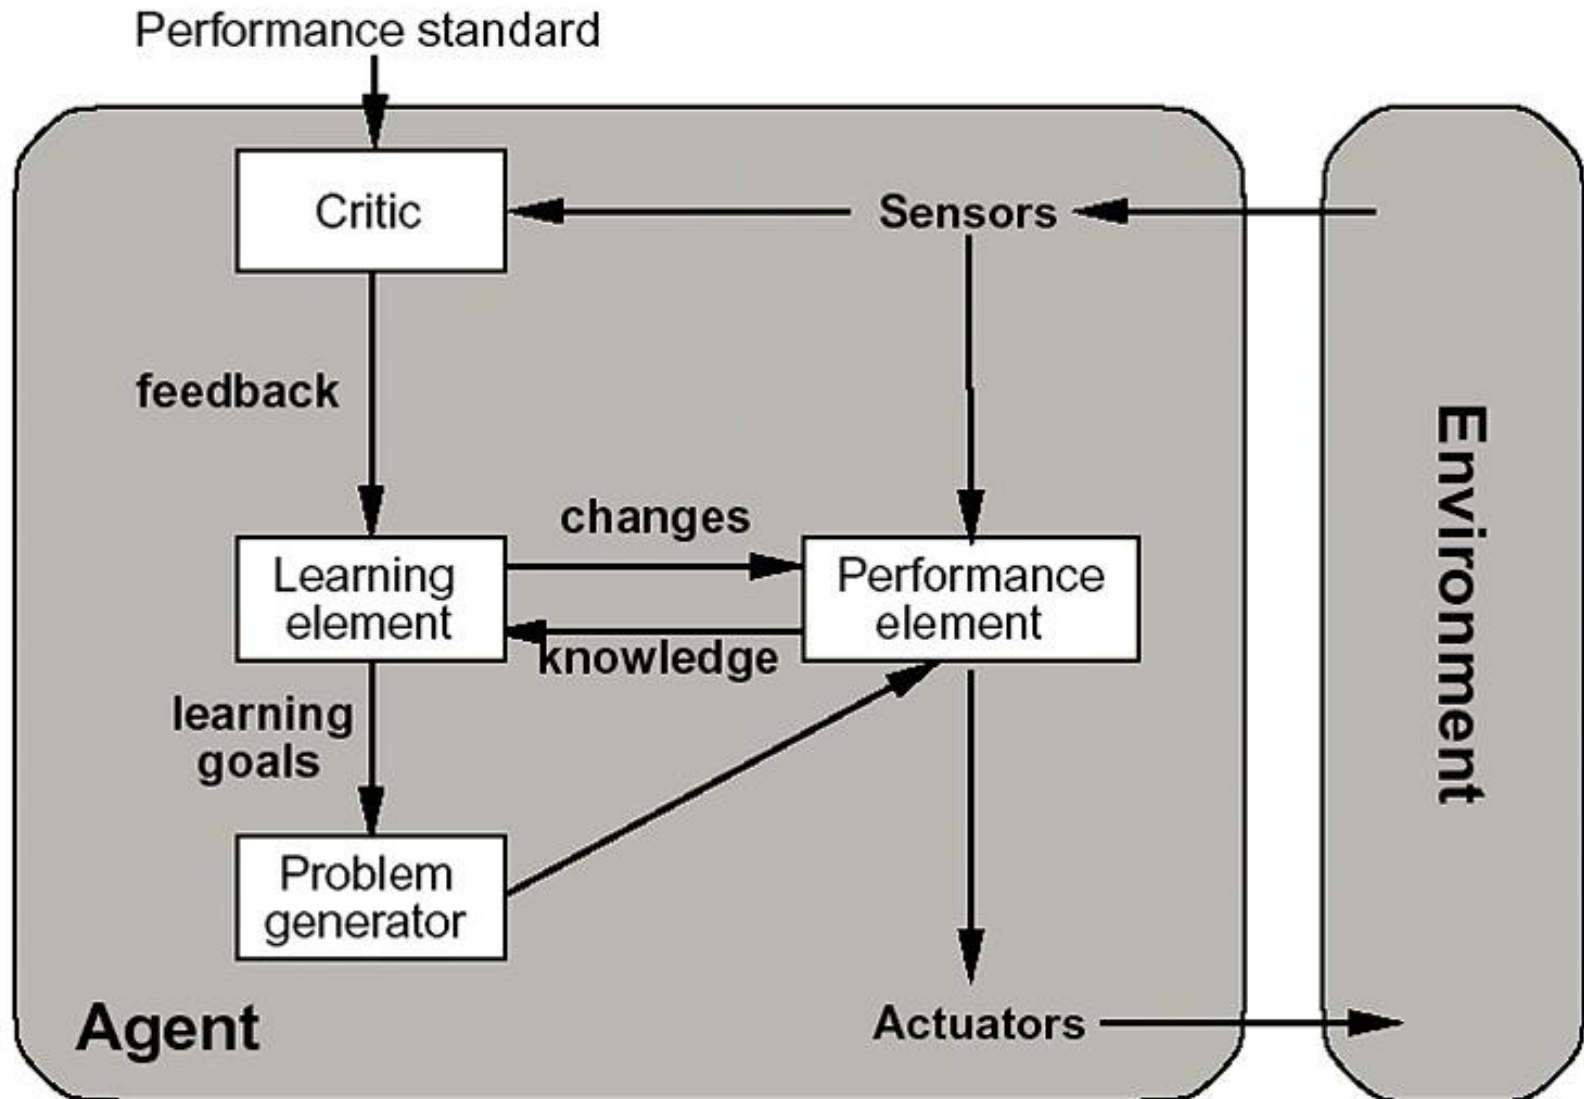 Performance standard
Critic
Sensors
feedback
changes
Learning
element
Performance
element
knowledge
learning
goals
Problem
generator
Agent
Actuators
Environment